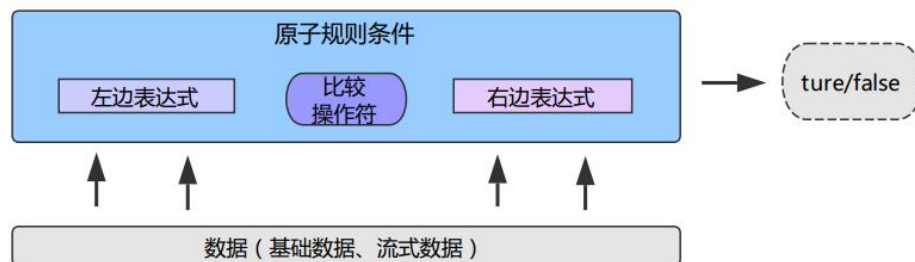 原子规则条件
左边表达式
比较
操作符
右边表达式
ture/false
数据（基础数据、流式数据）